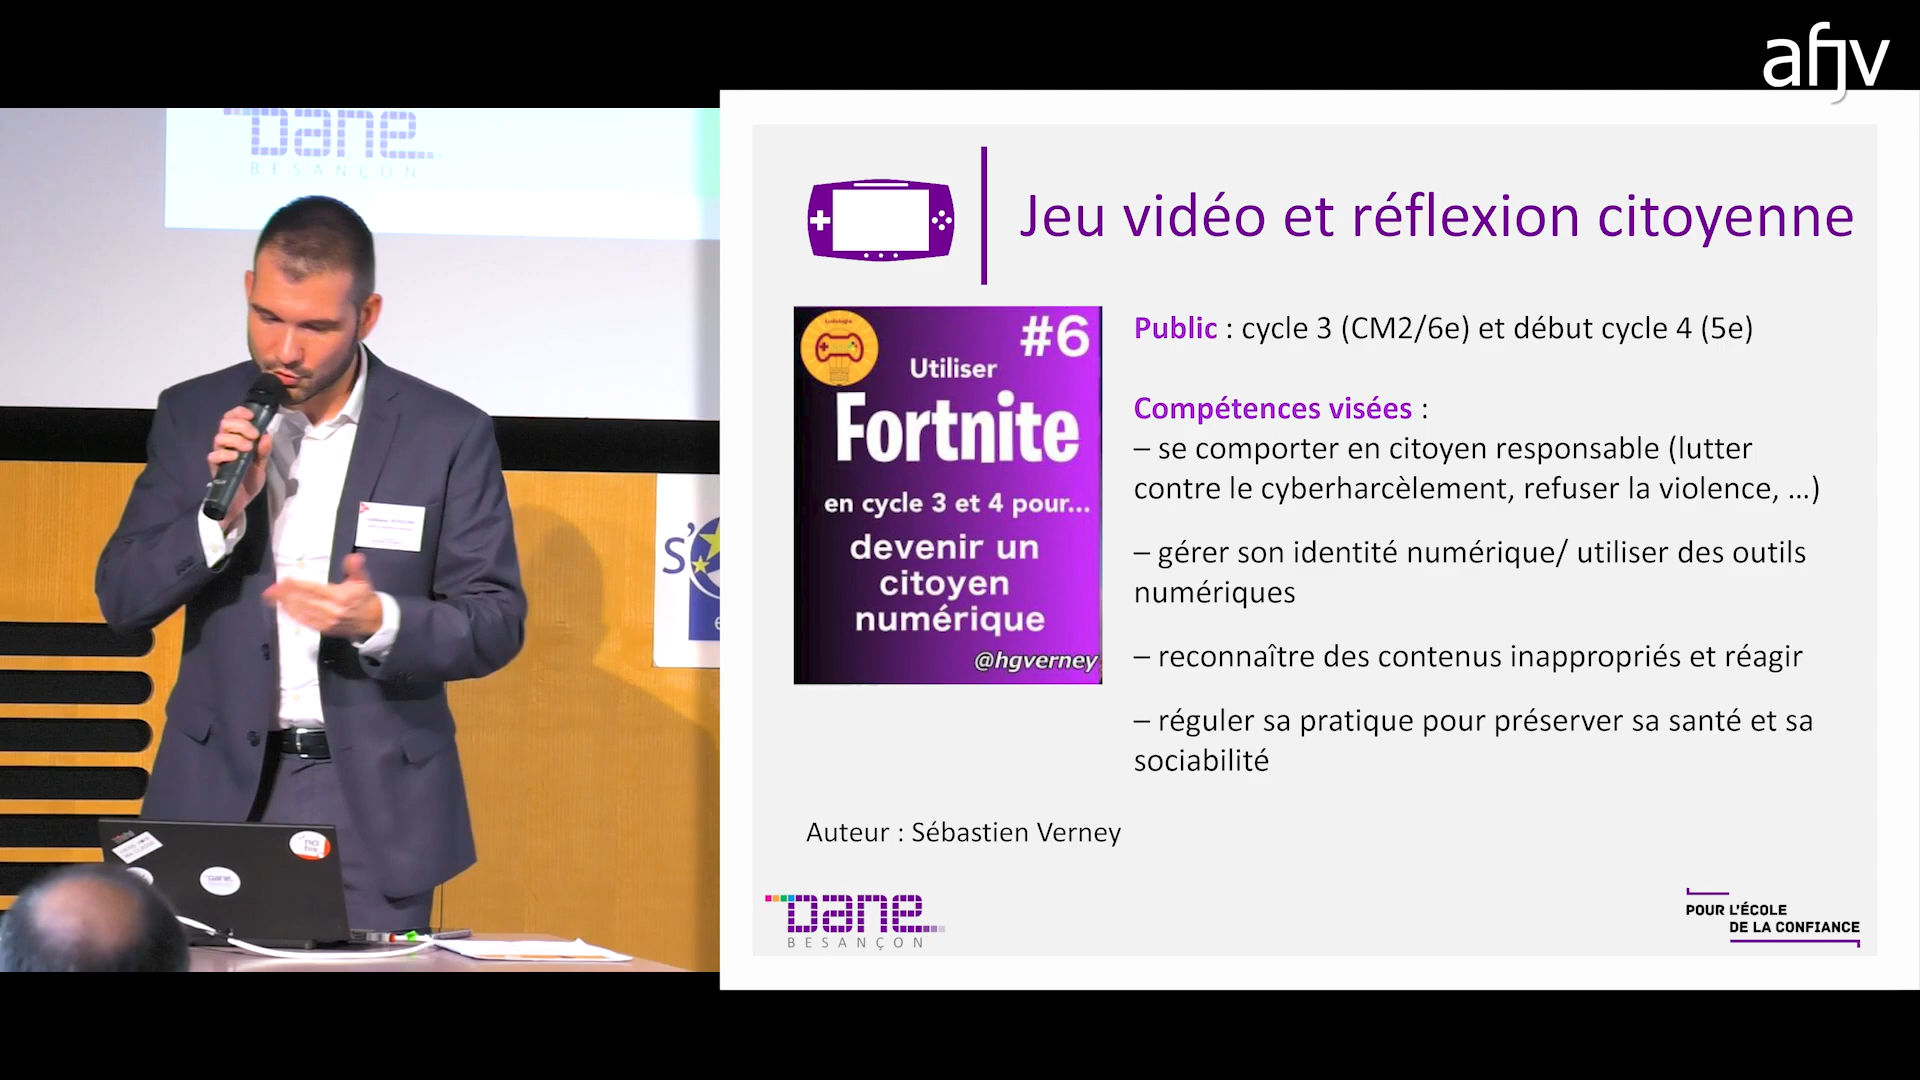 afjv
Dane
BESANÇON
S'
Jeu vidéo et réflexion citoyenne
#6
Utiliser
Fortnite
en cycle 3 et 4 pour...
devenir un
citoyen
numérique
@hgverney
Public : cycle 3 (CM2/6e) et début cycle 4 (5e)
Compétences visées :
– se comporter en citoyen responsable (lutter
contre le cyberharcèlement, refuser la violence, ...)
– gérer son identité numérique/ utiliser des outils
numériques
– reconnaître des contenus inappropriés et réagir
– réguler sa pratique pour préserver sa santé et sa
sociabilité
Auteur : Sébastien Verney
Dane
BESANÇON
POUR L'ÉCOLE
DE LA CONFIANCE